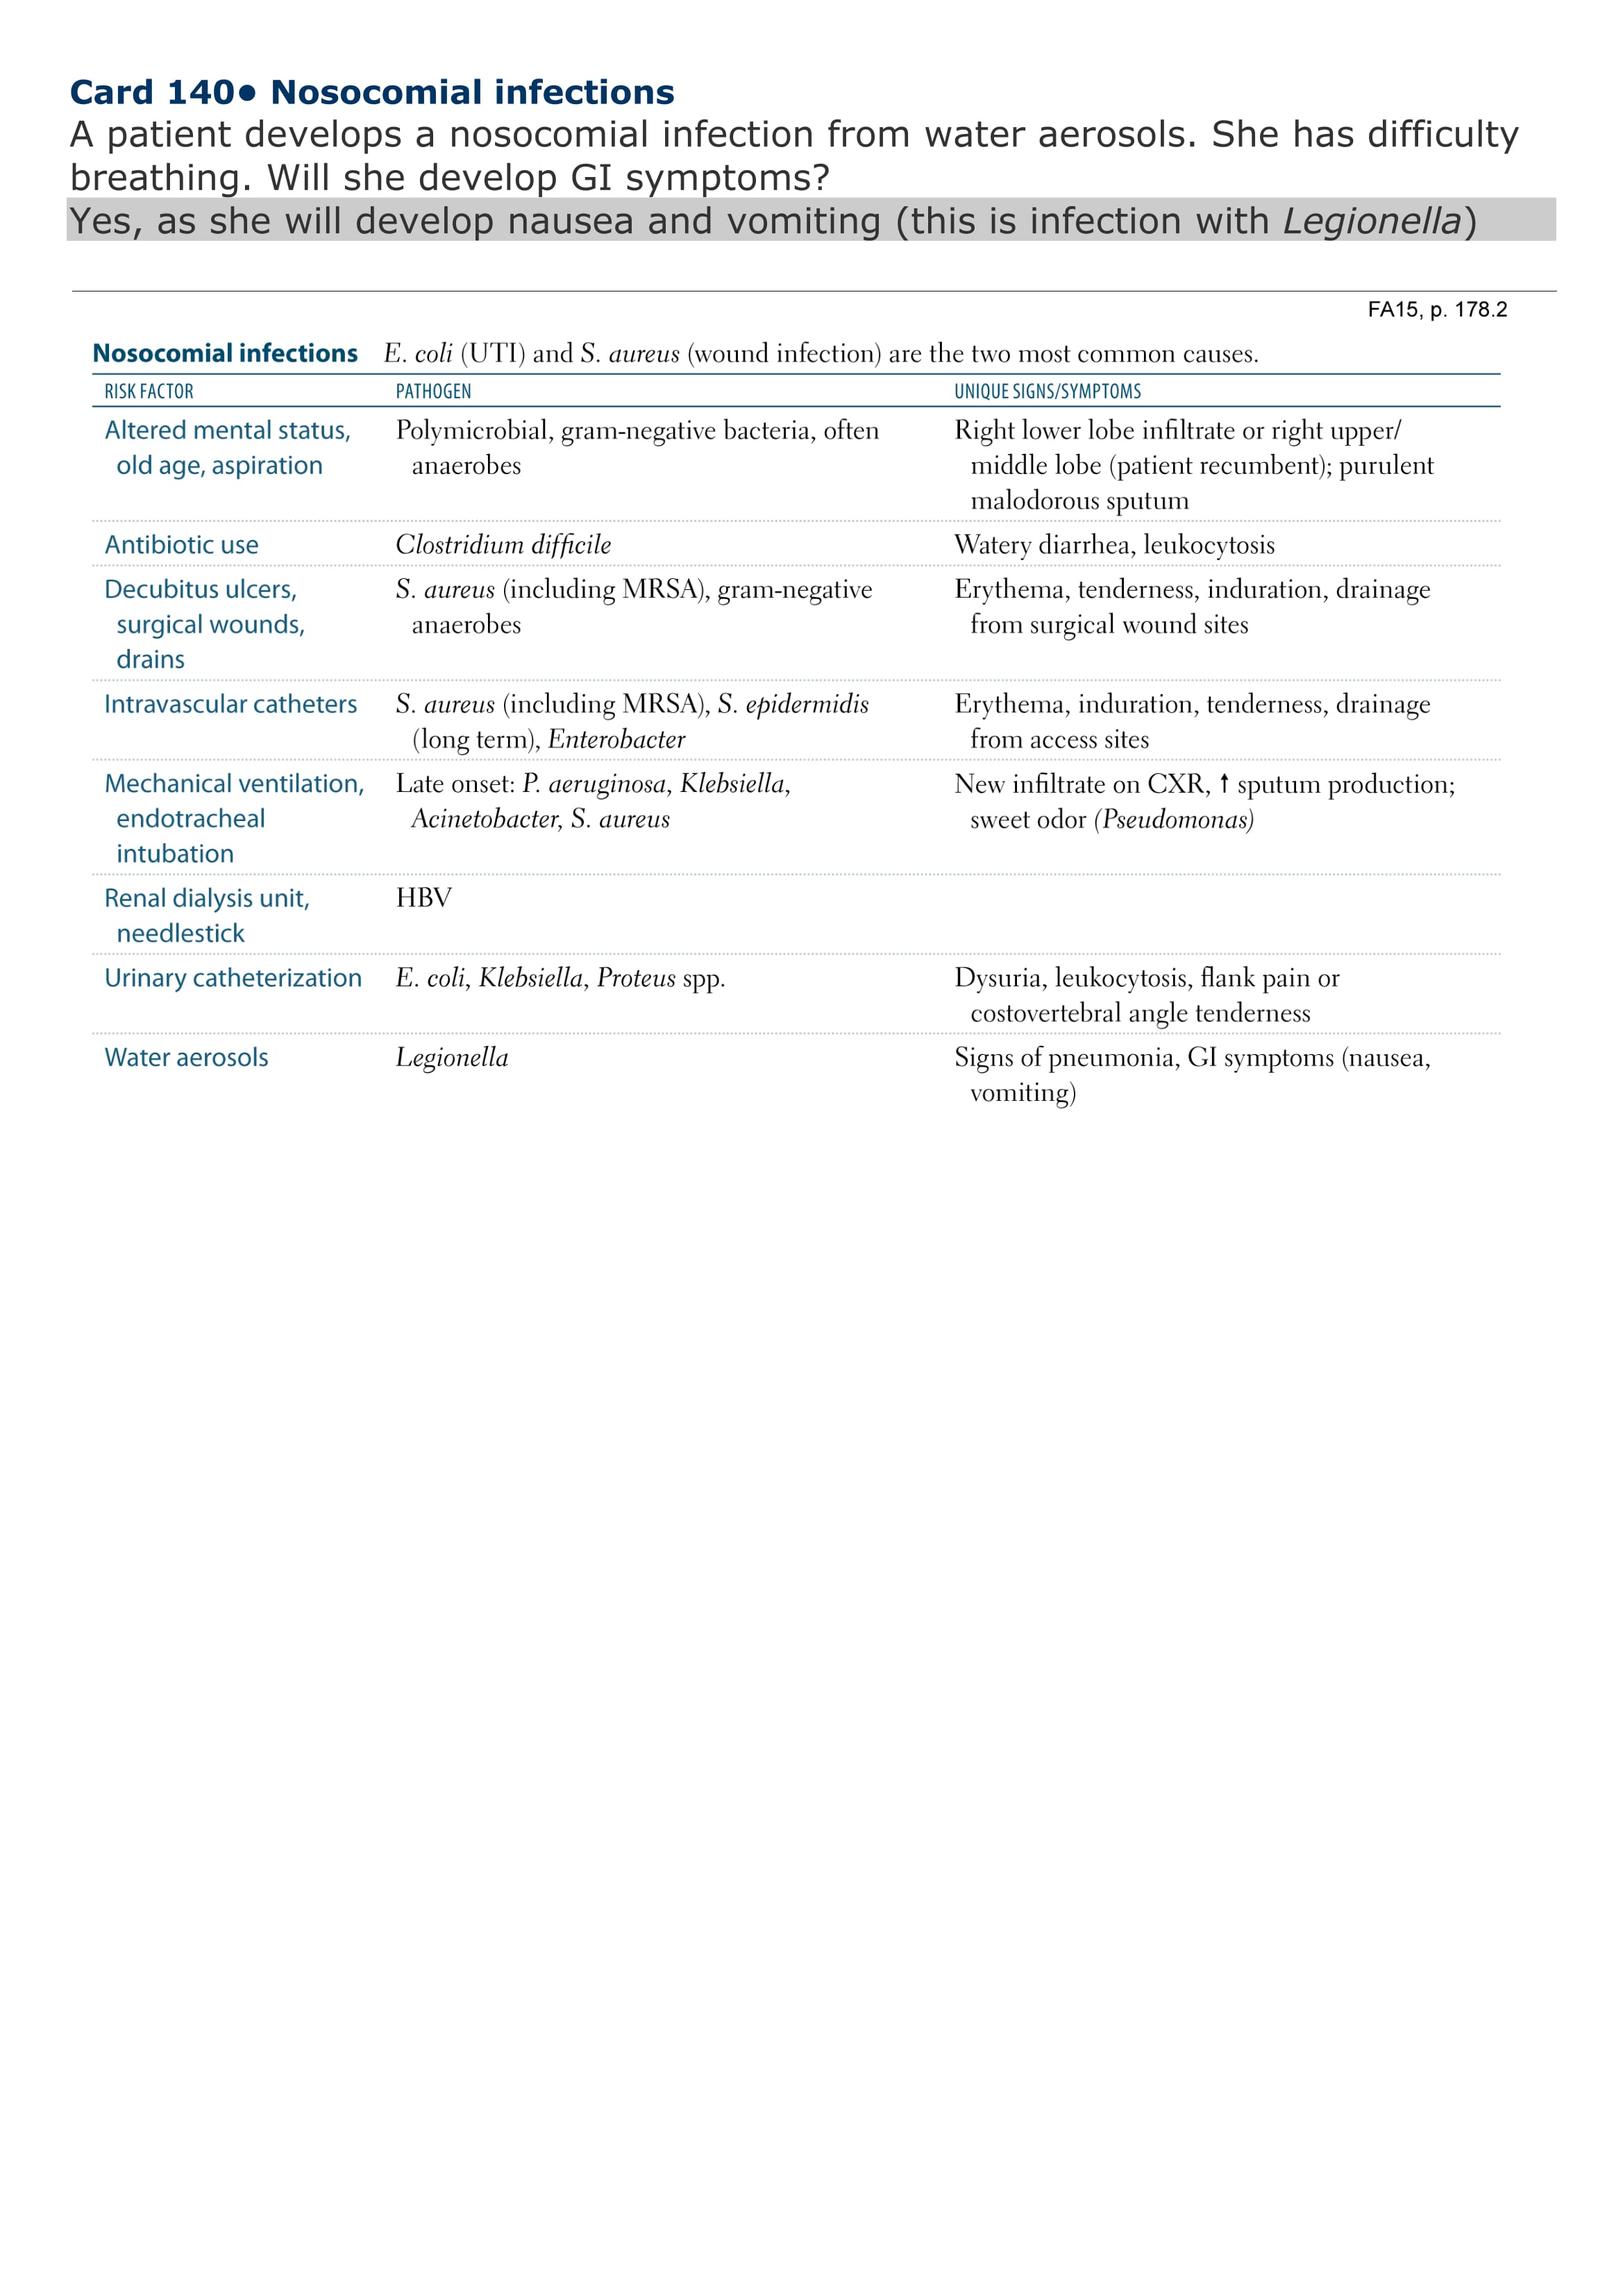 Card 140• Nosocomial infections
A patient develops a nosocomial infection from water aerosols. She has difficulty
breathing. Will she develop GI symptoms?
Yes, as she will develop nausea and vomiting (this is infection with Legionella)
FA15, p. 178.2
Nosocomial infections E. coli (UTI) and S. aureus (wound infection) are the two most common causes.
RISK FACTOR PATHOGEN UNIQUE SIGNS/SYMPTOMS
Altered mental status, Polymicrobial, gram-negative bacteria, often Right lower lobe infiltrate or right upper/
old age, aspiration anaerobes middle lobe (patient recumbent); purulent
malodorous sputum
Antibiotic use Clostridium difficile Watery diarrhea, leukocytosis
Decubitus ulcers, S. aureus (including MRSA), gram-negative Erythema, tenderness, induration, drainage
surgical wounds, anaerobes from surgical wound sites
drains
Intravascular catheters S. aureus (including MRSA), S. epidermidis Erythema, induration, tenderness, drainage
(long term), Enterobacter from access sites
Mechanical ventilation, Late onset: P. aeruginosa, Klebsiella, New infiltrate on CXR, ↑ sputum production;
endotracheal Acinetobacter, S. aureus sweet odor (Pseudomonas)
intubation
Renal dialysis unit, HBV
needlestick
Urinary catheterization E. coli, Klebsiella, Proteus spp. Dysuria, leukocytosis, flank pain or
costovertebral angle tenderness
Water aerosols Legionella Signs of pneumonia, GI symptoms (nausea,
vomiting)